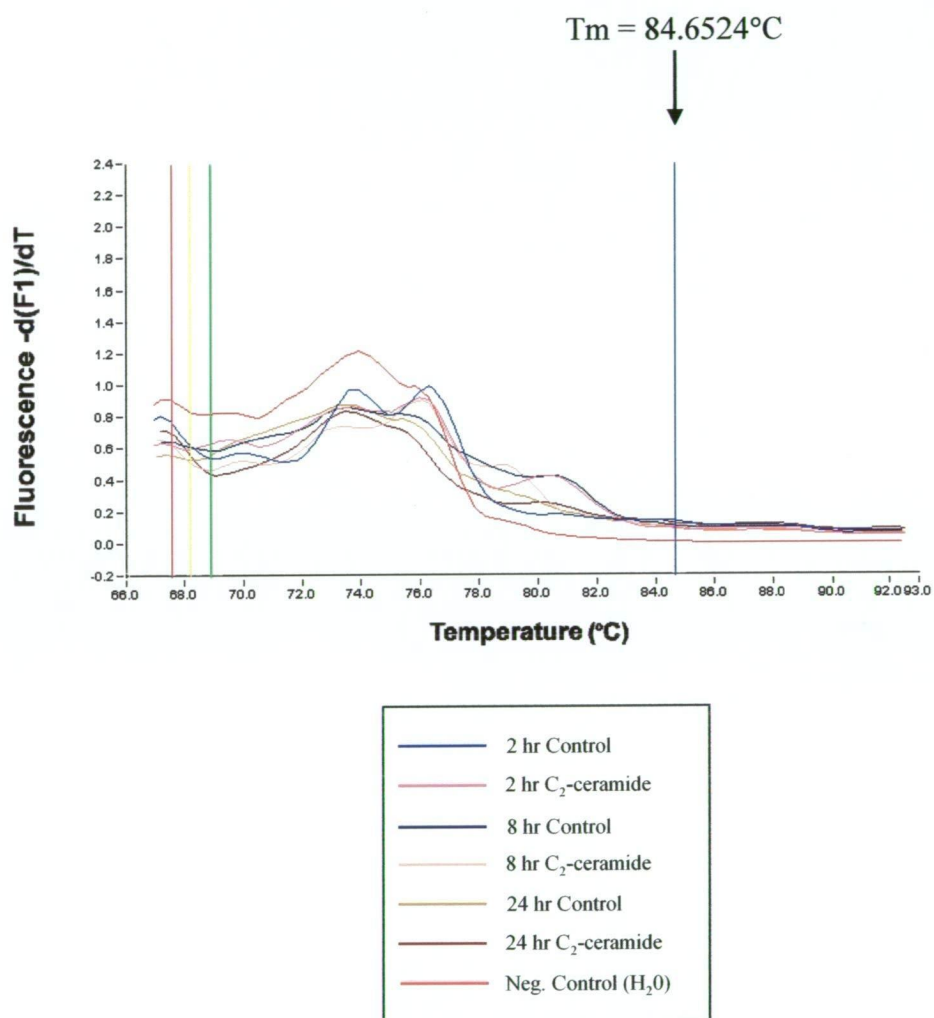 Tm = 84.6524°C
Fluorescence -d(F1)/dT
2.4
2.2
2.0
1.8
1.6
1.4
1.2
1.0
0.8
0.6
0.4
0.2
0.0
-0.2
66.0 68.0 70.0 72.0 74.0 76.0 78.0 80.0 82.0 84.0 86.0 88.0 90.0 92.0 93.0
Temperature (°C)
2 hr Control
2 hr C₂-ceramide
8 hr Control
8 hr C₂-ceramide
24 hr Control
24 hr C₂-ceramide
Neg. Control (H₂0)